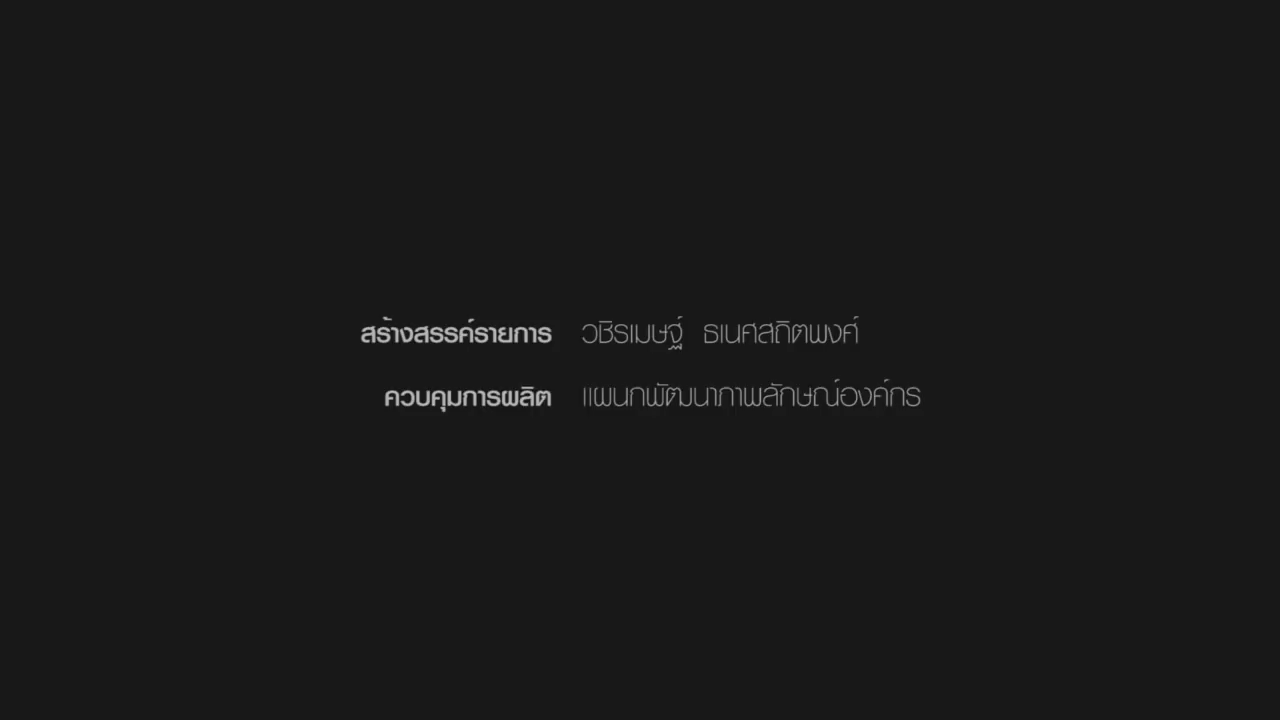 สร้างสรรค์รายการ วชิรเมษฐ์ ธเนศสถิตพงศ์
ควบคุมการผลิต แผนกพัฒนาภาพลักษณ์องค์กร